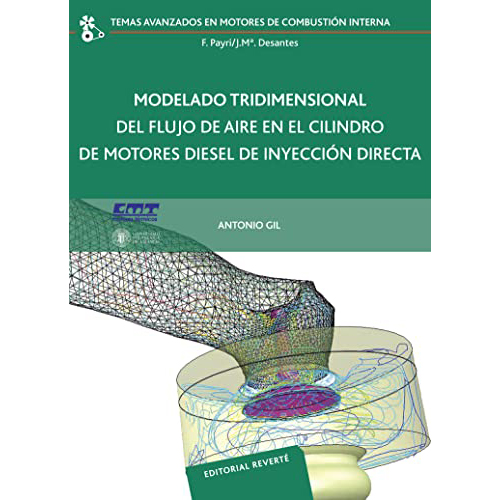 TEMAS AVANZADOS EN MOTORES DE COMBUSTIÓN INTERNA
F. Payri/J.Mª. Desantes
MODELADO TRIDIMENSIONAL
DEL FLUJO DE AIRE EN EL CILINDRO
DE MOTORES DIESEL DE INYECCIÓN DIRECTA
CMT
ANTONIO GIL
EDITORIAL REVERTÉ